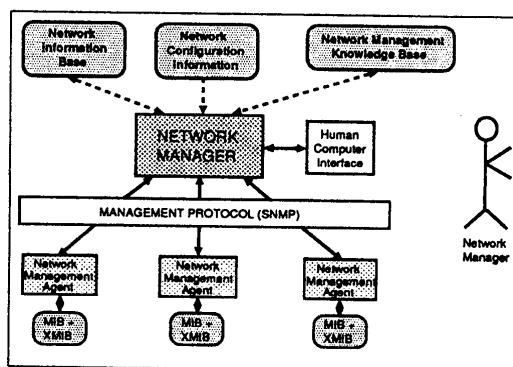 Network
Information
Base
Network
Configuration
Information
Network Management
Knowledge Base
NETWORK
MANAGER
Human
Computer
Interface
MANAGEMENT PROTOCOL (SNMP)
Network
Management
Agent
Network
Management
Agent
Network
Management
Agent
MIB +
XMIB
MIB +
XMIB
MIB +
XMIB
Network
Manager